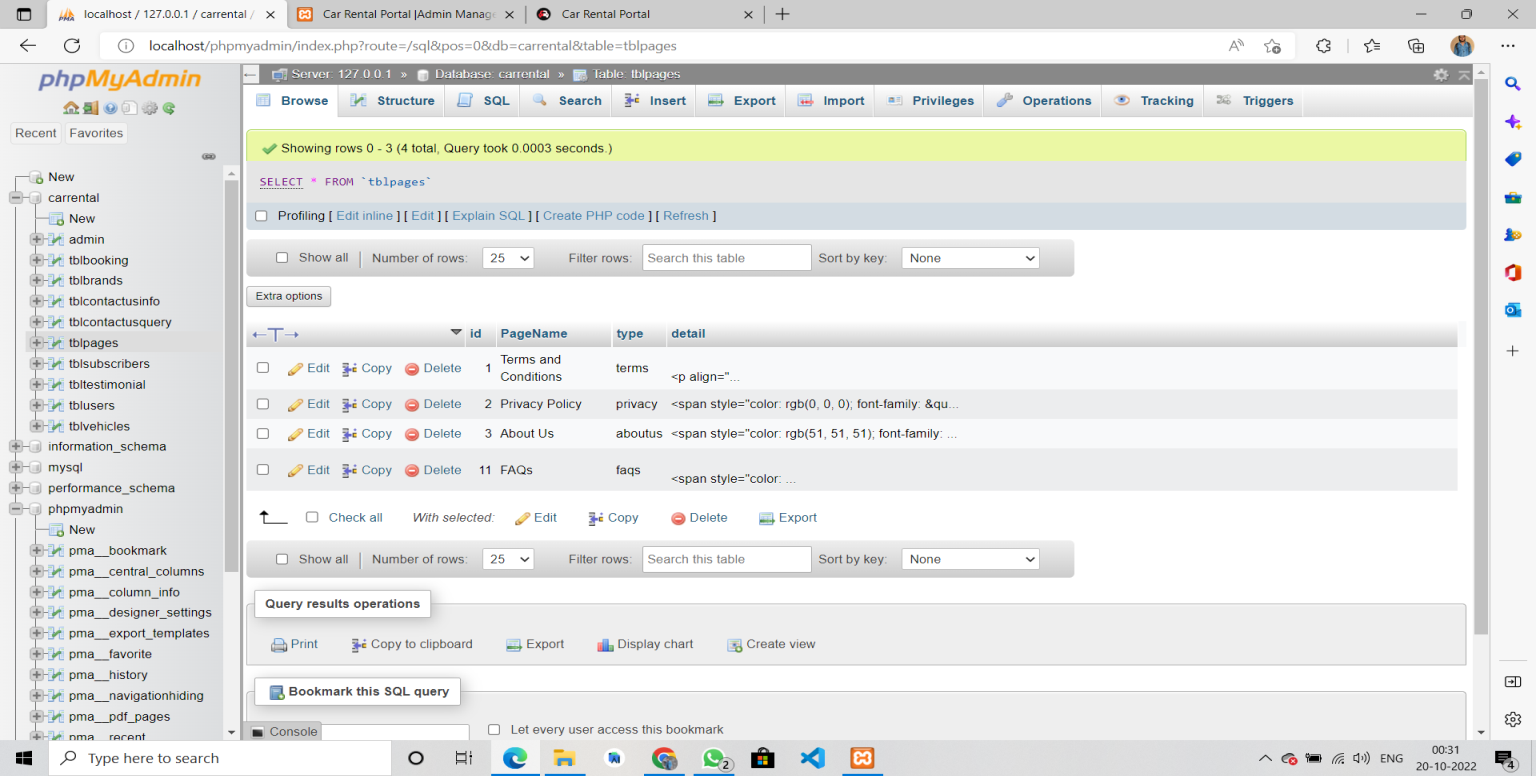 localhost / 127.0.0.1 / carrental /
Car Rental Portal |Admin Manage
Car Rental Portal
localhost/phpmyadmin/index.php?route=/sql&pos=0&db=carrental&table=tblpages
phpMyAdmin
Recent Favorites
New
carrental
New
admin
tblbooking
tblbrands
tblcontactusinfo
tblcontactusquery
tblpages
tblsubscribers
tbltestimonial
tblusers
tblvehicles
information_schema
mysql
performance_schema
phpmyadmin
New
pma__bookmark
pma__central_columns
pma__column_info
pma__designer_settings
pma__export_templates
pma__favorite
pma__history
pma__navigationhiding
pma__pdf_pages
pma__recent
Server: 127.0.0.1 » Database: carrental » Table: tblpages
Browse Structure SQL Search Insert Export Import Privileges Operations Tracking Triggers
Showing rows 0 - 3 (4 total, Query took 0.0003 seconds.)
SELECT * FROM `tblpages`
Profiling [ Edit inline ] [ Edit ] [ Explain SQL ] [ Create PHP code ] [ Refresh ]
Show all Number of rows: 25 Filter rows: Search this table Sort by key: None
Extra options
id PageName type detail
Edit Copy Delete 1 Terms and Conditions terms <p align="...
Edit Copy Delete 2 Privacy Policy privacy <span style="color: rgb(0, 0, 0); font-family: &qu...
Edit Copy Delete 3 About Us aboutus <span style="color: rgb(51, 51, 51); font-family: ...
Edit Copy Delete 11 FAQs faqs <span style="color: ...
Check all With selected: Edit Copy Delete Export
Show all Number of rows: 25 Filter rows: Search this table Sort by key: None
Query results operations
Print Copy to clipboard Export Display chart Create view
Bookmark this SQL query
Console
Let every user access this bookmark
Type here to search
2
ENG
00:31
20-10-2022
4